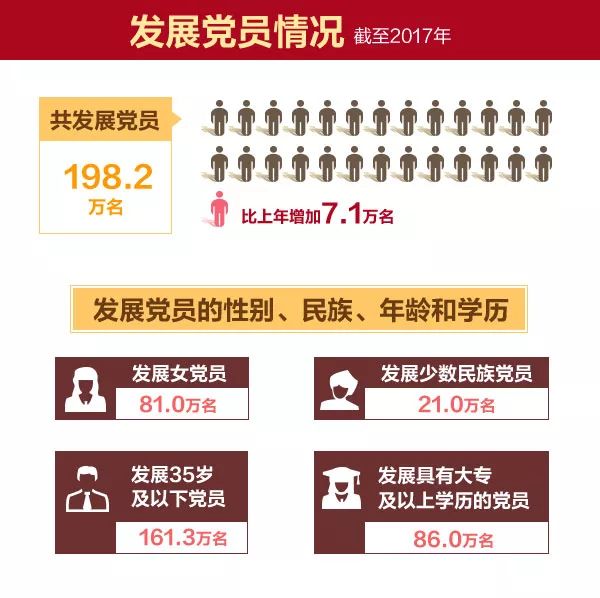 发展党员情况 截至2017年
共发展党员
198.2
万名
比上年增加7.1万名
发展党员的性别、民族、年龄和学历
发展女党员
81.0万名
发展少数民族党员
21.0万名
发展35岁
及以下党员
161.3万名
发展具有大专
及以上学历的党员
86.0万名